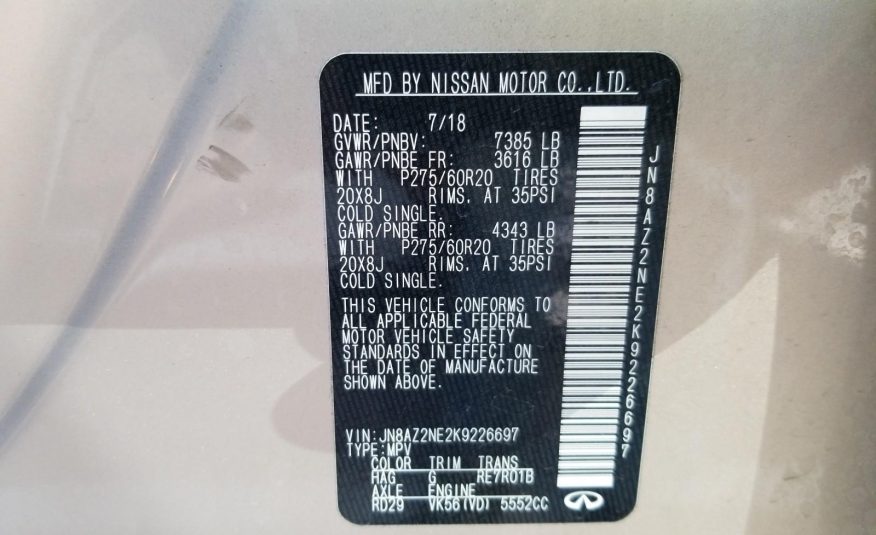 MFD BY NISSAN MOTOR CO.,LTD.
DATE: 7/18
GVWR/PNBV: 7385 LB
GAWR/PNBE FR: 3616 LB
WITH P275/60R20 TIRES
20X8J RIMS. AT 35PSI
COLD SINGLE.
GAWR/PNBE RR: 4343 LB
WITH P275/60R20 TIRES
20X8J RIMS. AT 35PSI
COLD SINGLE.
THIS VEHICLE CONFORMS TO
ALL APPLICABLE FEDERAL
MOTOR VEHICLE SAFETY
STANDARDS IN EFFECT ON
THE DATE OF MANUFACTURE
SHOWN ABOVE.
VIN:JN8AZ2NE2K9226697
TYPE:MPV
COLOR TRIM TRANS
HAG G RE7R01B
AXLE ENGINE
RD29 VK56(VD) 5552CC
JN8AZ2NE2K9226697